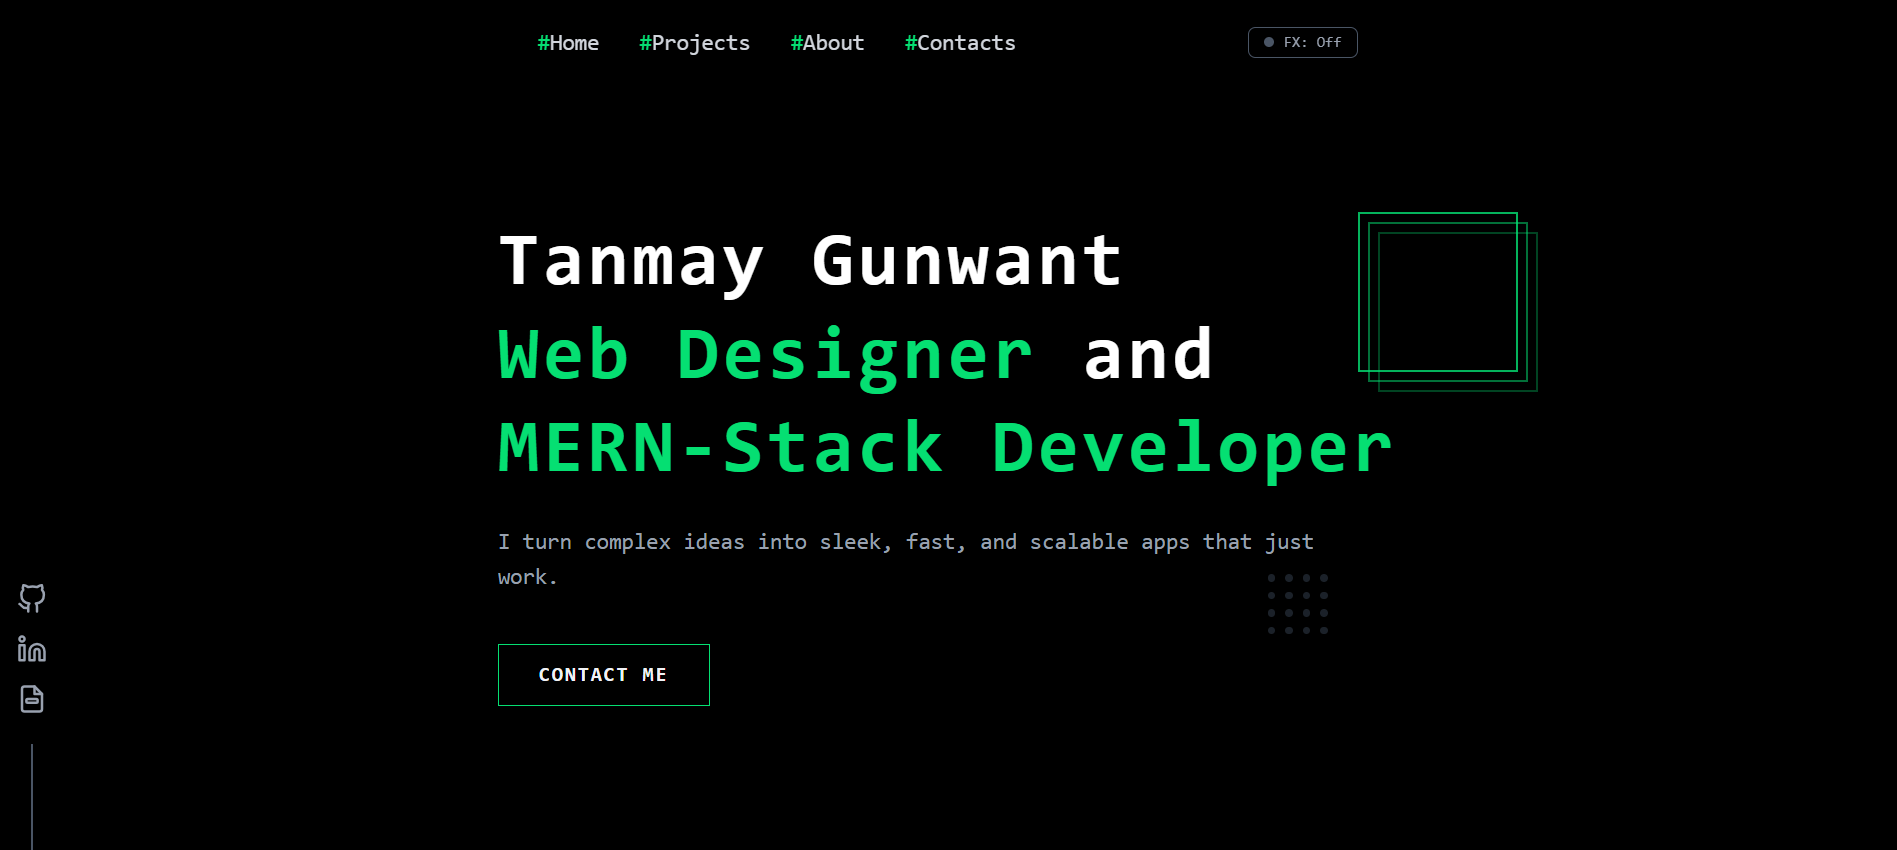 #Home #Projects #About #Contacts FX: Off
Tanmay Gunwant
Web Designer and
MERN-Stack Developer
I turn complex ideas into sleek, fast, and scalable apps that just
work.
in
CONTACT ME